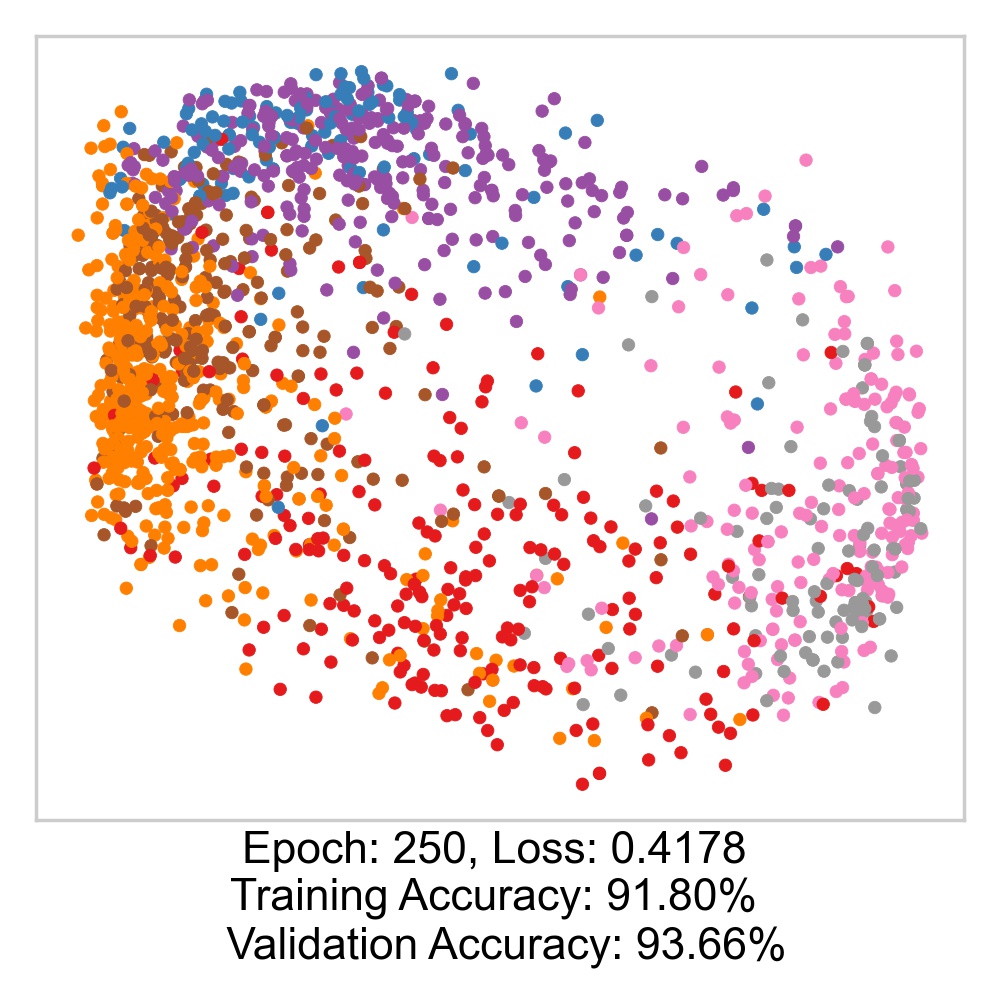 Epoch: 250, Loss: 0.4178
Training Accuracy: 91.80%
Validation Accuracy: 93.66%